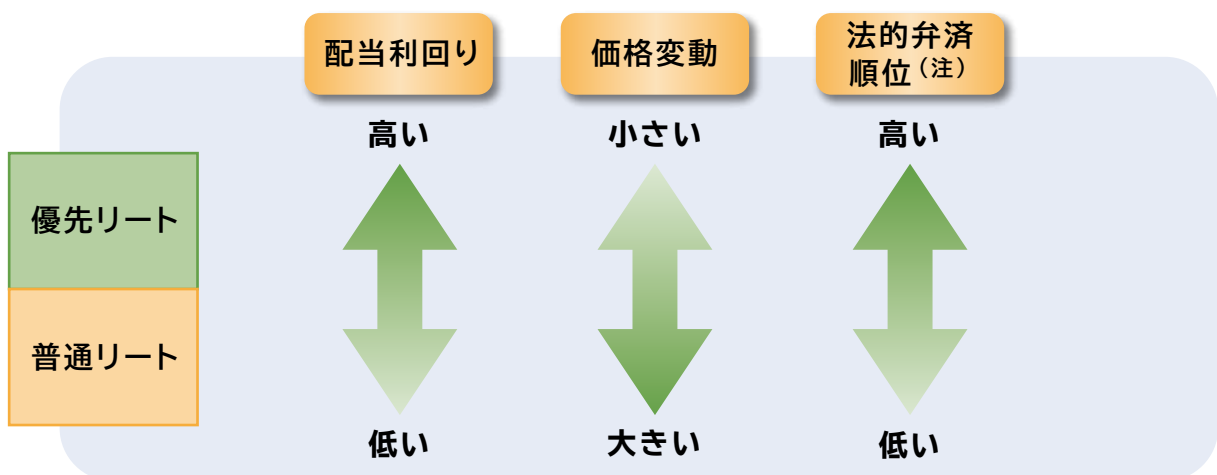 配当利回り
価格変動
法的弁済
順位(注)
高い
小さい
高い
優先リート
普通リート
低い
大きい
低い